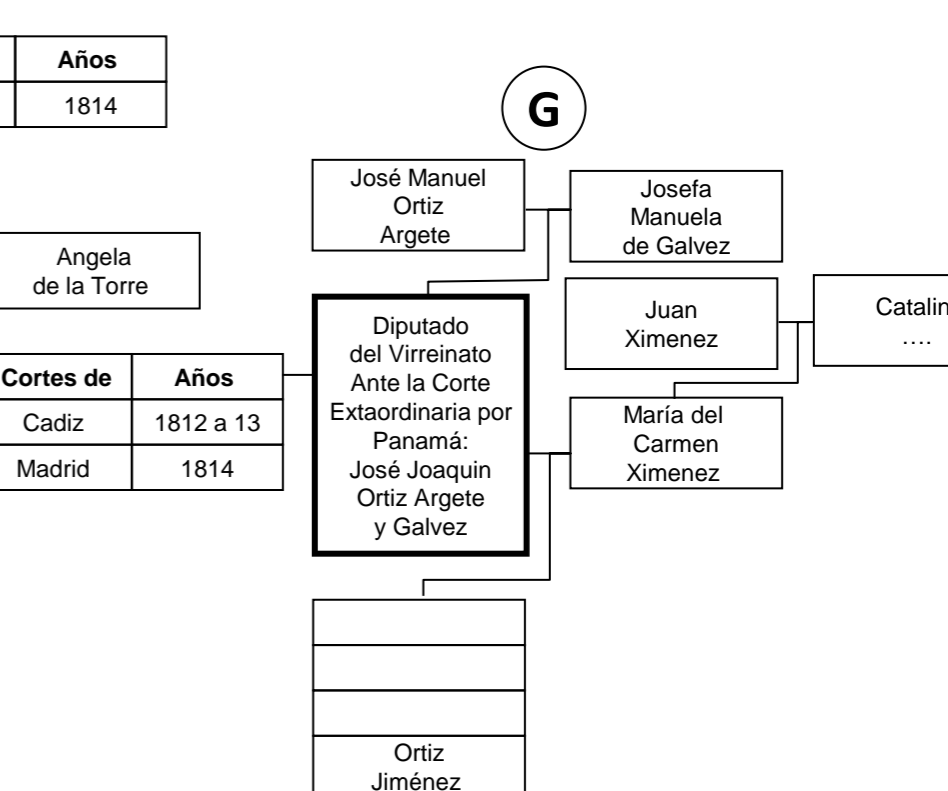 Años
1814
G
José Manuel
Ortiz
Argete
Josefa
Manuela
de Galvez
Angela
de la Torre
Juan
Ximenez
....
Cortes de
Años
Cadiz
1812 a 13
Madrid
1814
Diputado
del Virreinato
Ante la Corte
Extaordinaria por
Panamá:
José Joaquin
Ortiz Argete
y Galvez
María del
Carmen
Ximenez
Ortiz
Jiménez